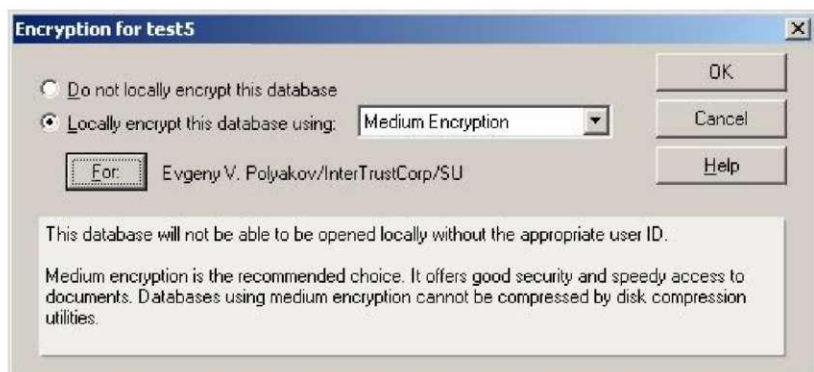 Encryption for test5
Do not locally encrypt this database
Locally encrypt this database using: Medium Encryption
For: Evgeny V. Polyakov/InterTrustCorp/SU
OK
Cancel
Help
This database will not be able to be opened locally without the appropriate user ID.
Medium encryption is the recommended choice. It offers good security and speedy access to
documents. Databases using medium encryption cannot be compressed by disk compression
utilities.